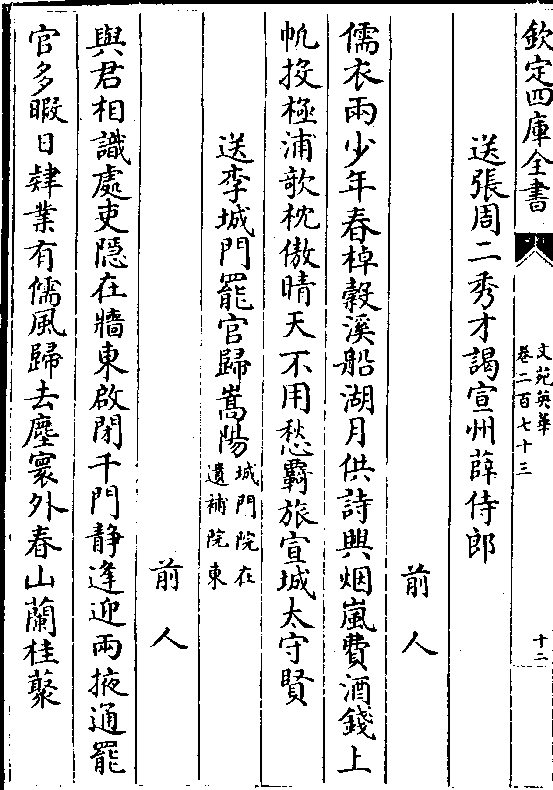 欽定四庫全書
文苑英華
卷二百七十三
十二
送張周二秀才謁宣州薛侍郎
前人
儒衣兩少年春棹縠溪船湖月供詩興烟嵐費酒錢上
帆投極浦歌枕傲晴天不用愁羈旅宣城太守賢
送李城門罷官歸嵩陽
城門院在
遺補院東
前人
與君相識處吏隠在牆東啟閉千門静逢迎兩掖通罷
官多暇日肄業有儒風歸去塵寰外春山蘭桂藂